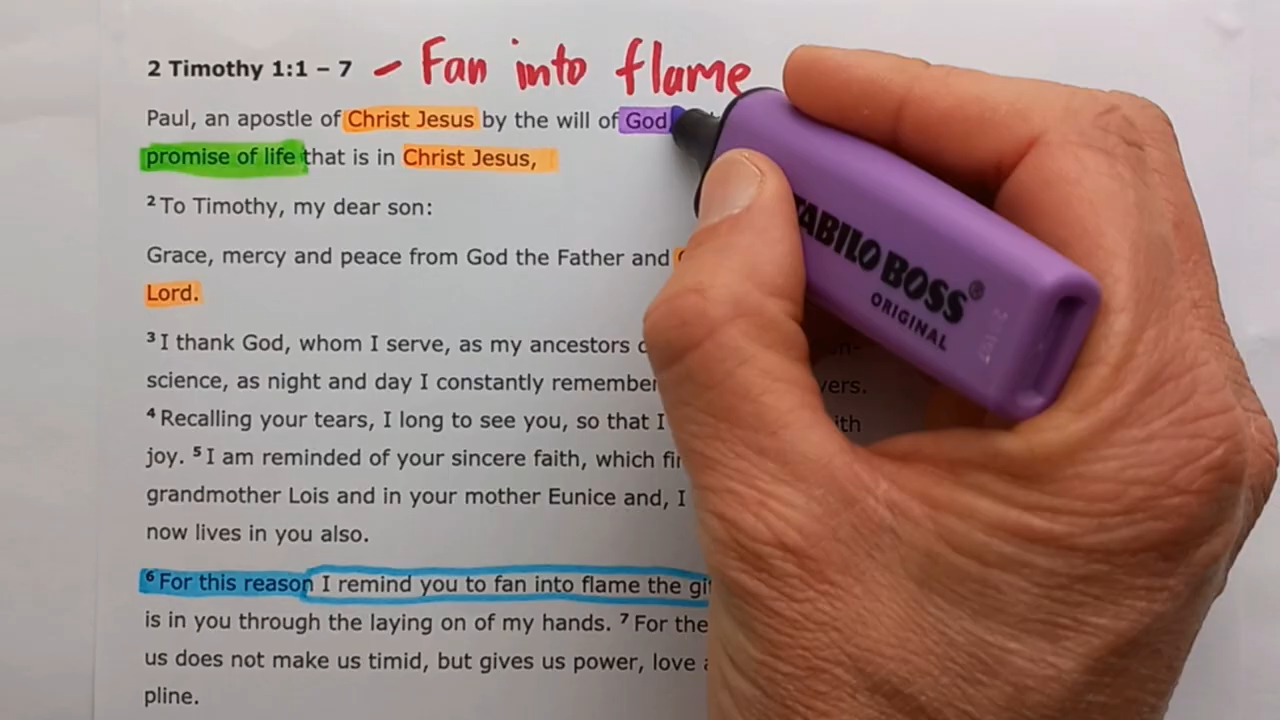 2 Timothy 1:1 – 7 – Fan into flame
Paul, an apostle of Christ Jesus by the will of God
promise of life that is in Christ Jesus,
2 To Timothy, my dear son:
Grace, mercy and peace from God the Father and
Lord.
3 I thank God, whom I serve, as my ancestors
science, as night and day I constantly remember
4 Recalling your tears, I long to see you, so that I
joy. 5 I am reminded of your sincere faith, which
grandmother Lois and in your mother Eunice and, I
now lives in you also.
6 For this reason I remind you to fan into flame the
is in you through the laying on of my hands. 7 For the
us does not make us timid, but gives us power, love
pline.
STABILO BOSS®
ORIGINAL